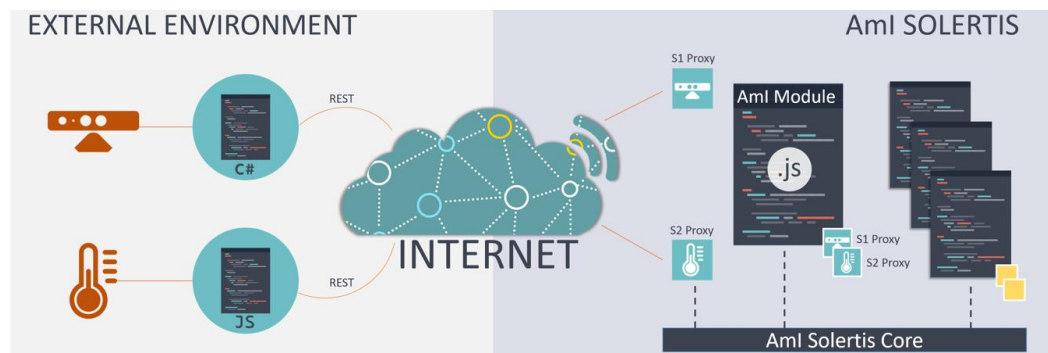 EXTERNAL ENVIRONMENT
AmI SOLERTIS
S1 Proxy
REST
AmI Module
.js
C#
INTERNET
S2 Proxy
S1 Proxy
S2 Proxy
REST
JS
AmI Solertis Core